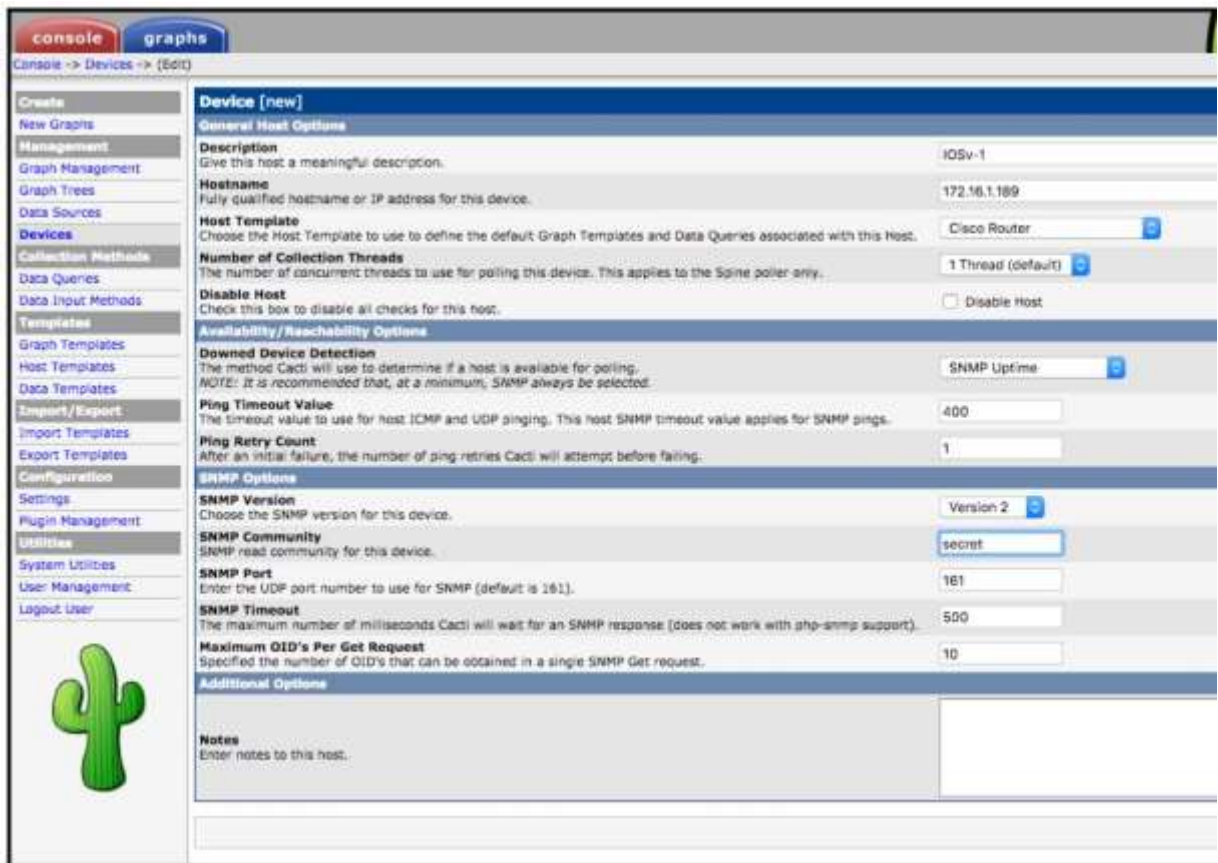 console
graphs
Console -> Devices -> (Edit)
Create
New Graphs
Management
Graph Management
Graph Trees
Data Sources
Devices
Collection Methods
Data Queries
Data Input Methods
Templates
Graph Templates
Host Templates
Data Templates
Import/Export
Import Templates
Export Templates
Configuration
Settings
Plugin Management
Utilities
System Utilities
User Management
Logout User
Device [new]
General Host Options
Description
Give this host a meaningful description.
IOSv-1
Hostname
Fully qualified hostname or IP address for this device.
172.16.1.189
Host Template
Choose the Host Template to use to define the default Graph Templates and Data Queries associated with this Host.
Cisco Router
Number of Collection Threads
The number of concurrent threads to use for polling this device. This applies to the Spine poller only.
1 Thread (default)
Disable Host
Check this box to disable all checks for this host.
Disable Host
Availability/Reachability Options
Downed Device Detection
The method Cacti will use to determine if a host is available for polling.
NOTE: It is recommended that, at a minimum, SNMP always be selected.
SNMP Uptime
Ping Timeout Value
The timeout value to use for host ICMP and UDP pinging. This host SNMP timeout value applies for SNMP pings.
400
Ping Retry Count
After an initial failure, the number of ping retries Cacti will attempt before failing.
1
SNMP Options
SNMP Version
Choose the SNMP version for this device.
Version 2
SNMP Community
SNMP read community for this device.
secret
SNMP Port
Enter the UDP port number to use for SNMP (default is 161).
161
SNMP Timeout
The maximum number of milliseconds Cacti will wait for an SNMP response (does not work with php-snmp support).
500
Maximum OID's Per Get Request
Specified the number of OID's that can be obtained in a single SNMP Get request.
10
Additional Options
Notes
Enter notes to this host.